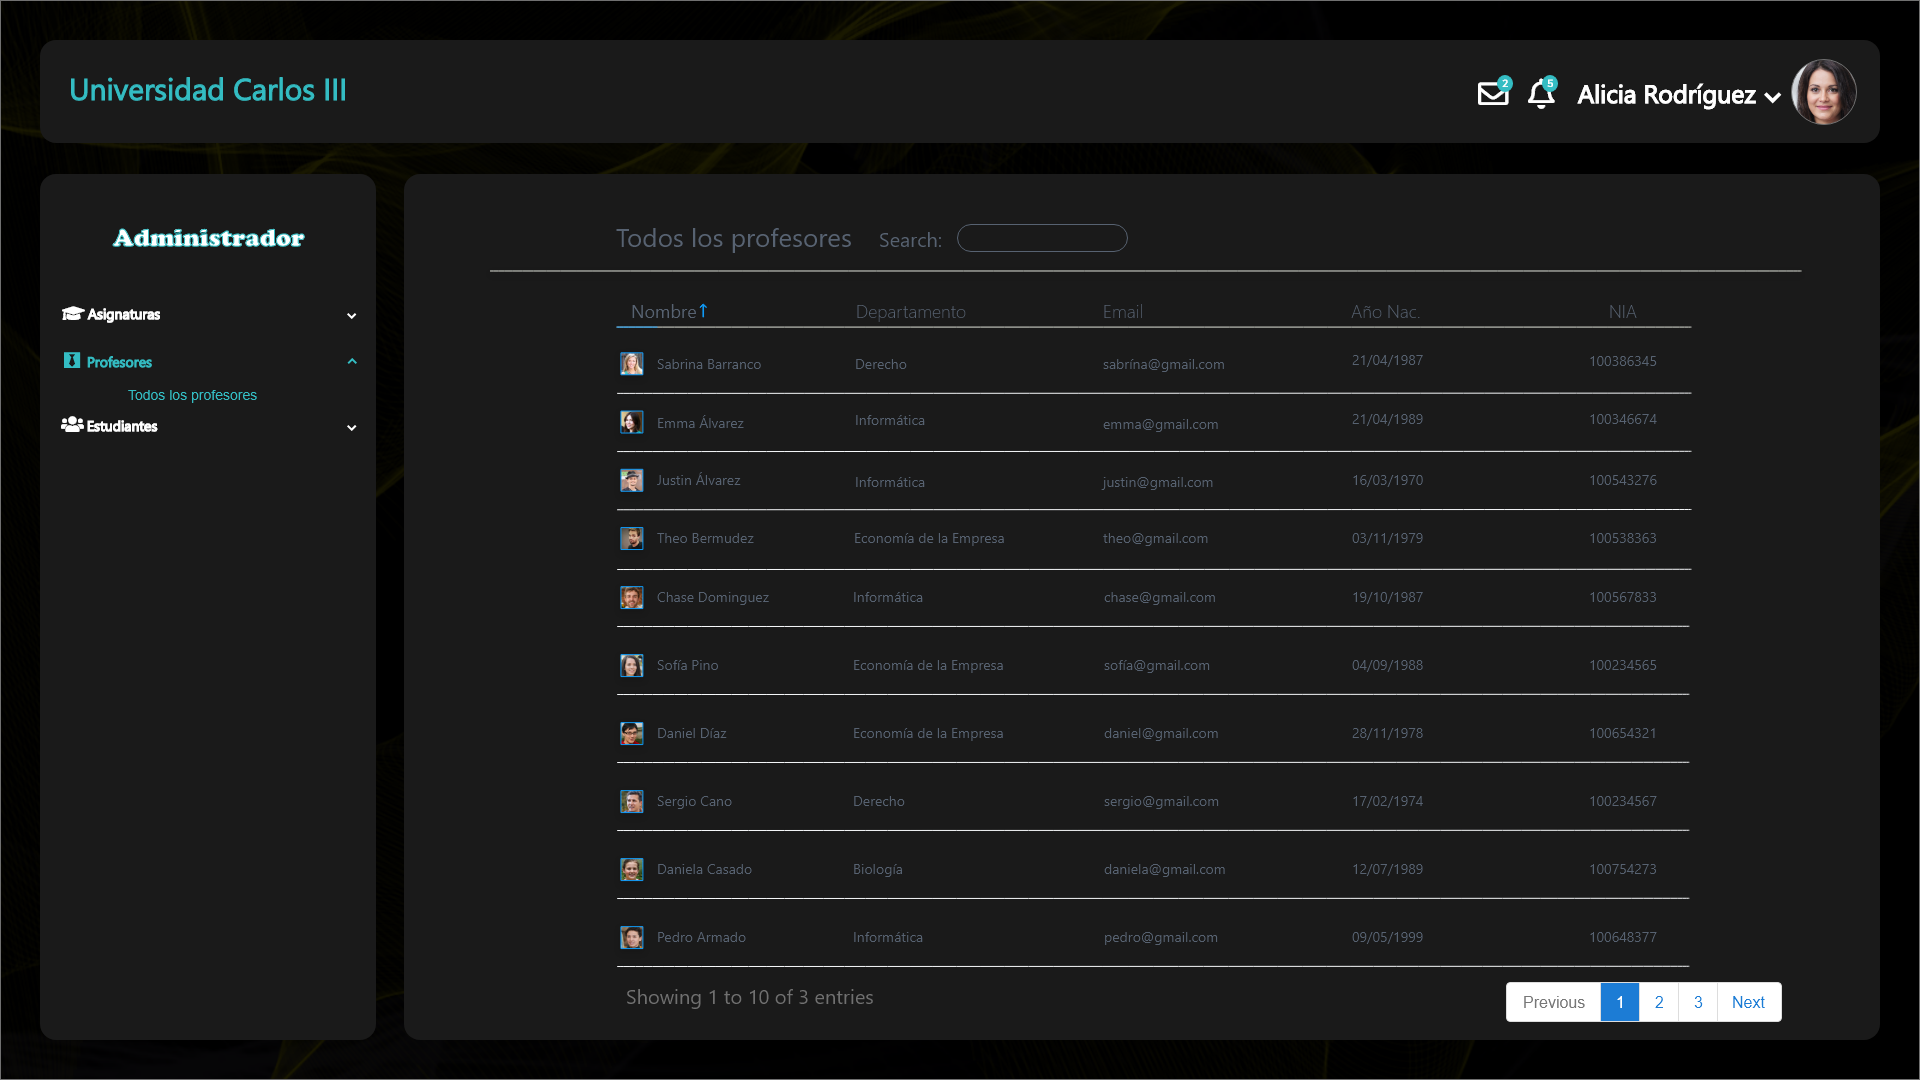 Universidad Carlos III
2
5
Alicia Rodríguez
Administrador
Asignaturas
Profesores
Todos los profesores
Estudiantes
Todos los profesores Search:
Nombre↑ Departamento Email Año Nac. NIA
Sabrina Barranco Derecho sabrína@gmail.com 21/04/1987 100386345
Emma Álvarez Informática emma@gmail.com 21/04/1989 100346674
Justin Álvarez Informática justin@gmail.com 16/03/1970 100543276
Theo Bermudez Economía de la Empresa theo@gmail.com 03/11/1979 100538363
Chase Dominguez Informática chase@gmail.com 19/10/1987 100567833
Sofía Pino Economía de la Empresa sofía@gmail.com 04/09/1988 100234565
Daniel Díaz Economía de la Empresa daniel@gmail.com 28/11/1978 100654321
Sergio Cano Derecho sergio@gmail.com 17/02/1974 100234567
Daniela Casado Biología daniela@gmail.com 12/07/1989 100754273
Pedro Armado Informática pedro@gmail.com 09/05/1999 100648377
Showing 1 to 10 of 3 entries
Previous 1 2 3 Next